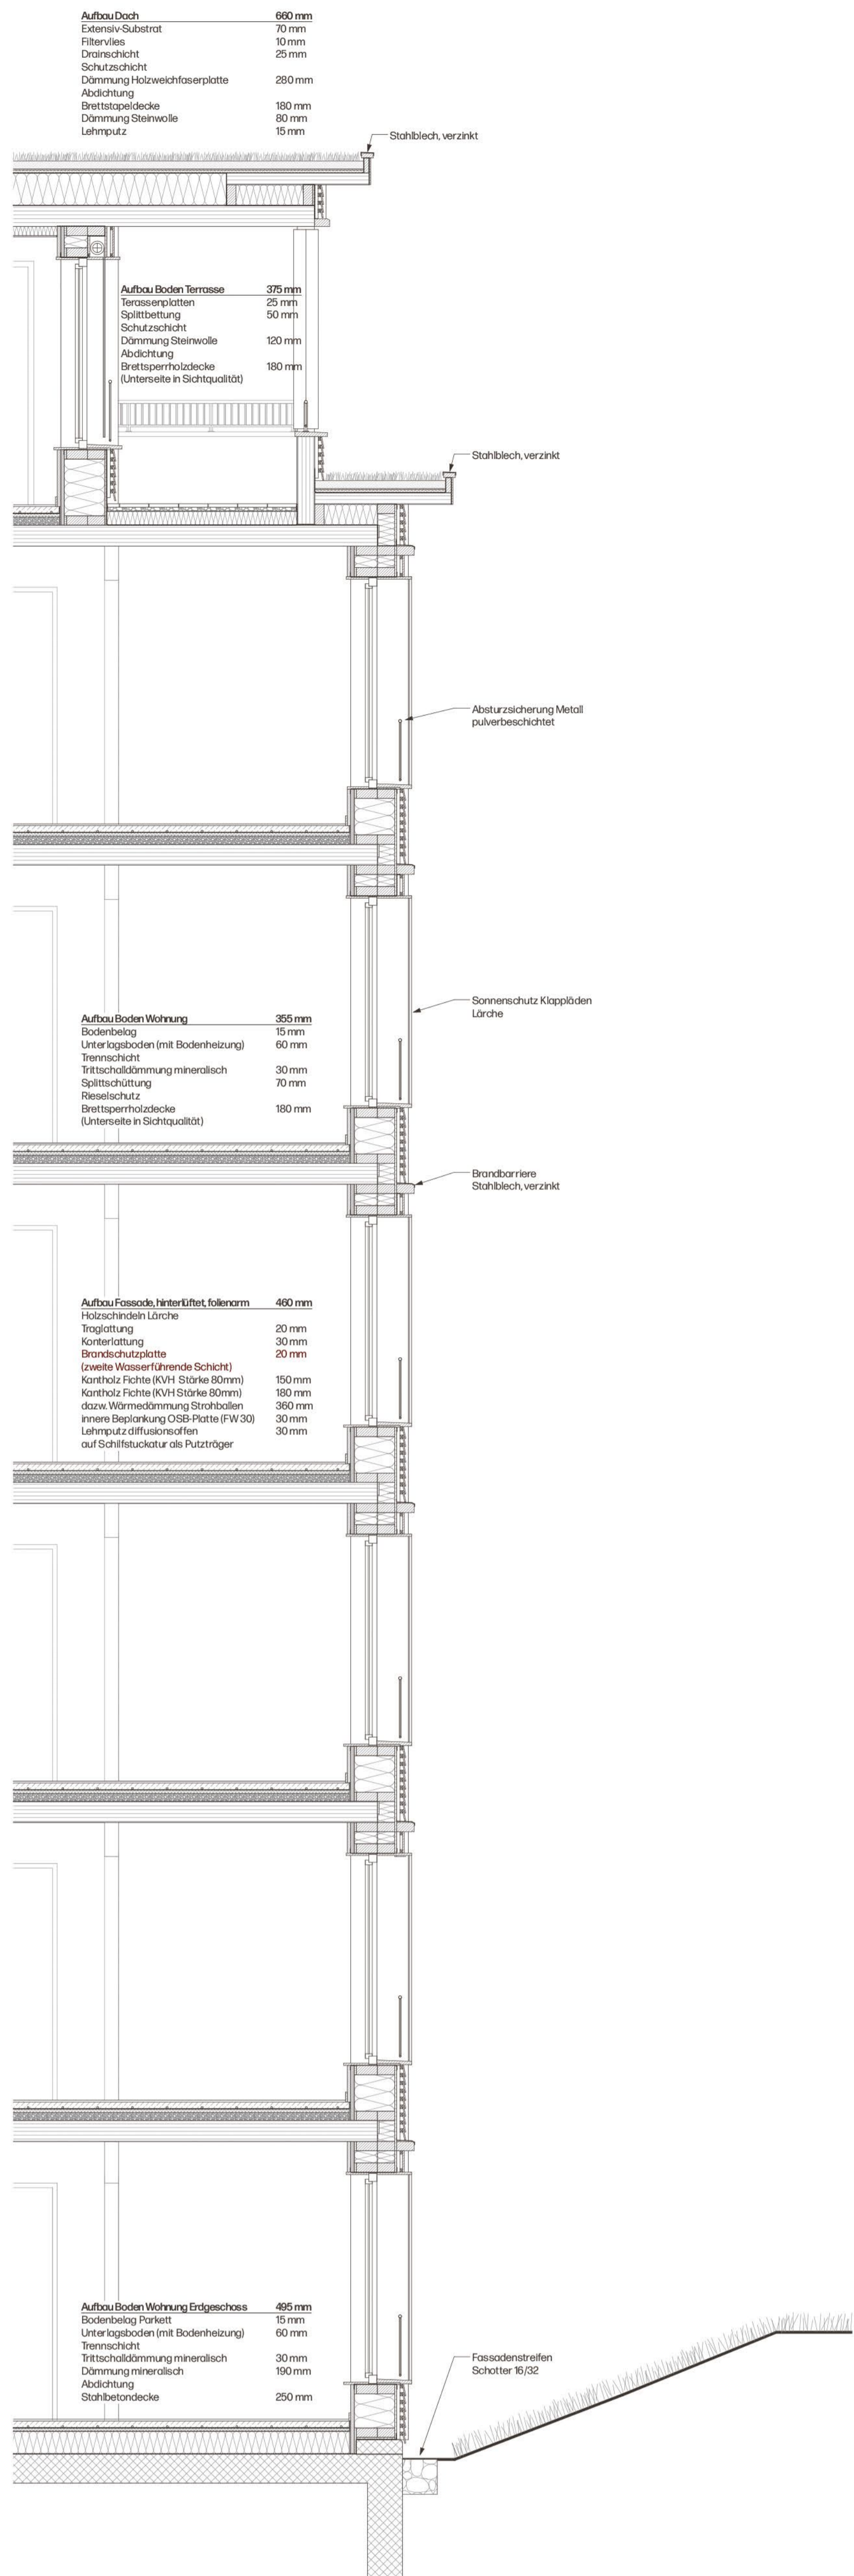 Aufbau Dach 660 mm
Extensiv-Substrat 70 mm
Filtervlies 10 mm
Drainschicht 25 mm
Schutzschicht
Dämmung Holzweichfaserplatte 280 mm
Abdichtung
Brettstapeldecke 180 mm
Dämmung Steinwolle 80 mm
Lehmputz 15 mm
Stahlblech, verzinkt
Aufbau Boden Terrasse 375 mm
Terassenplatten 25 mm
Splittbettung 50 mm
Schutzschicht
Dämmung Steinwolle 120 mm
Abdichtung
Brettsperrholzdecke 180 mm
(Unterseite in Sichtqualität)
Stahlblech, verzinkt
Absturzsicherung Metall
pulverbeschichtet
Sonnenschutz Klappläden
Lärche
Aufbau Boden Wohnung 355 mm
Bodenbelag 15 mm
Unterlagsboden (mit Bodenheizung) 60 mm
Trennschicht
Trittschalldämmung mineralisch 30 mm
Splittschüttung 70 mm
Rieselschutz
Brettsperrholzdecke 180 mm
(Unterseite in Sichtqualität)
Brandbarriere
Stahlblech, verzinkt
Aufbau Fassade, hinterlüftet, folienarm 460 mm
Holzschindeln Lärche
Traglattung 20 mm
Konterlattung 30 mm
Brandschutzplatte 20 mm
(zweite Wasserführende Schicht)
Kantholz Fichte (KVH Stärke 80mm) 150 mm
Kantholz Fichte (KVH Stärke 80mm) 180 mm
dazw. Wärmedämmung Strohballen 360 mm
innere Beplankung OSB-Platte (FW 30) 30 mm
Lehmputz diffusionsoffen 30 mm
auf Schilfstuckatur als Putzträger
Aufbau Boden Wohnung Erdgeschoss 495 mm
Bodenbelag Parkett 15 mm
Unterlagsboden (mit Bodenheizung) 60 mm
Trennschicht
Trittschalldämmung mineralisch 30 mm
Dämmung mineralisch 190 mm
Abdichtung
Stahlbetondecke 250 mm
Fassadenstreifen
Schotter 16/32